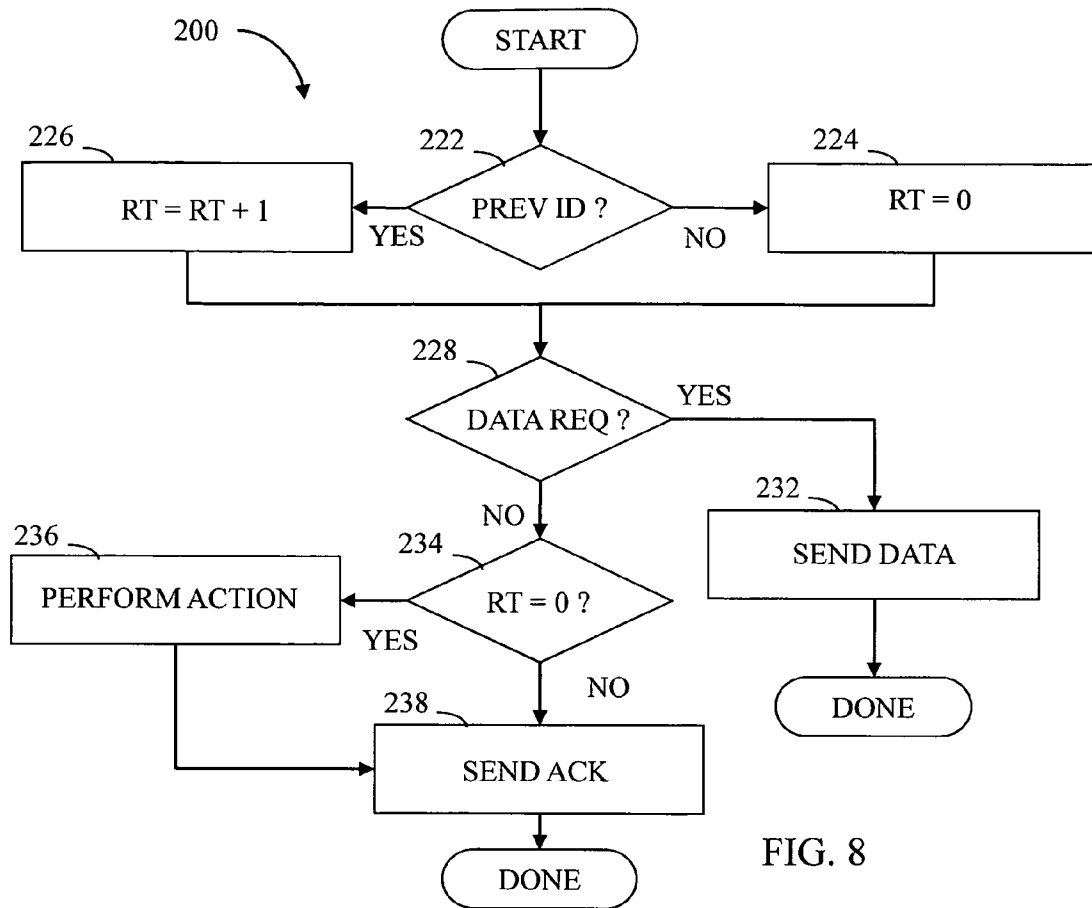 200
START
226
222
224
RT = RT + 1
PREV ID ?
RT = 0
YES
NO
228
DATA REQ ?
YES
232
NO
SEND DATA
236
234
PERFORM ACTION
RT = 0 ?
YES
NO
DONE
238
SEND ACK
DONE
FIG. 8